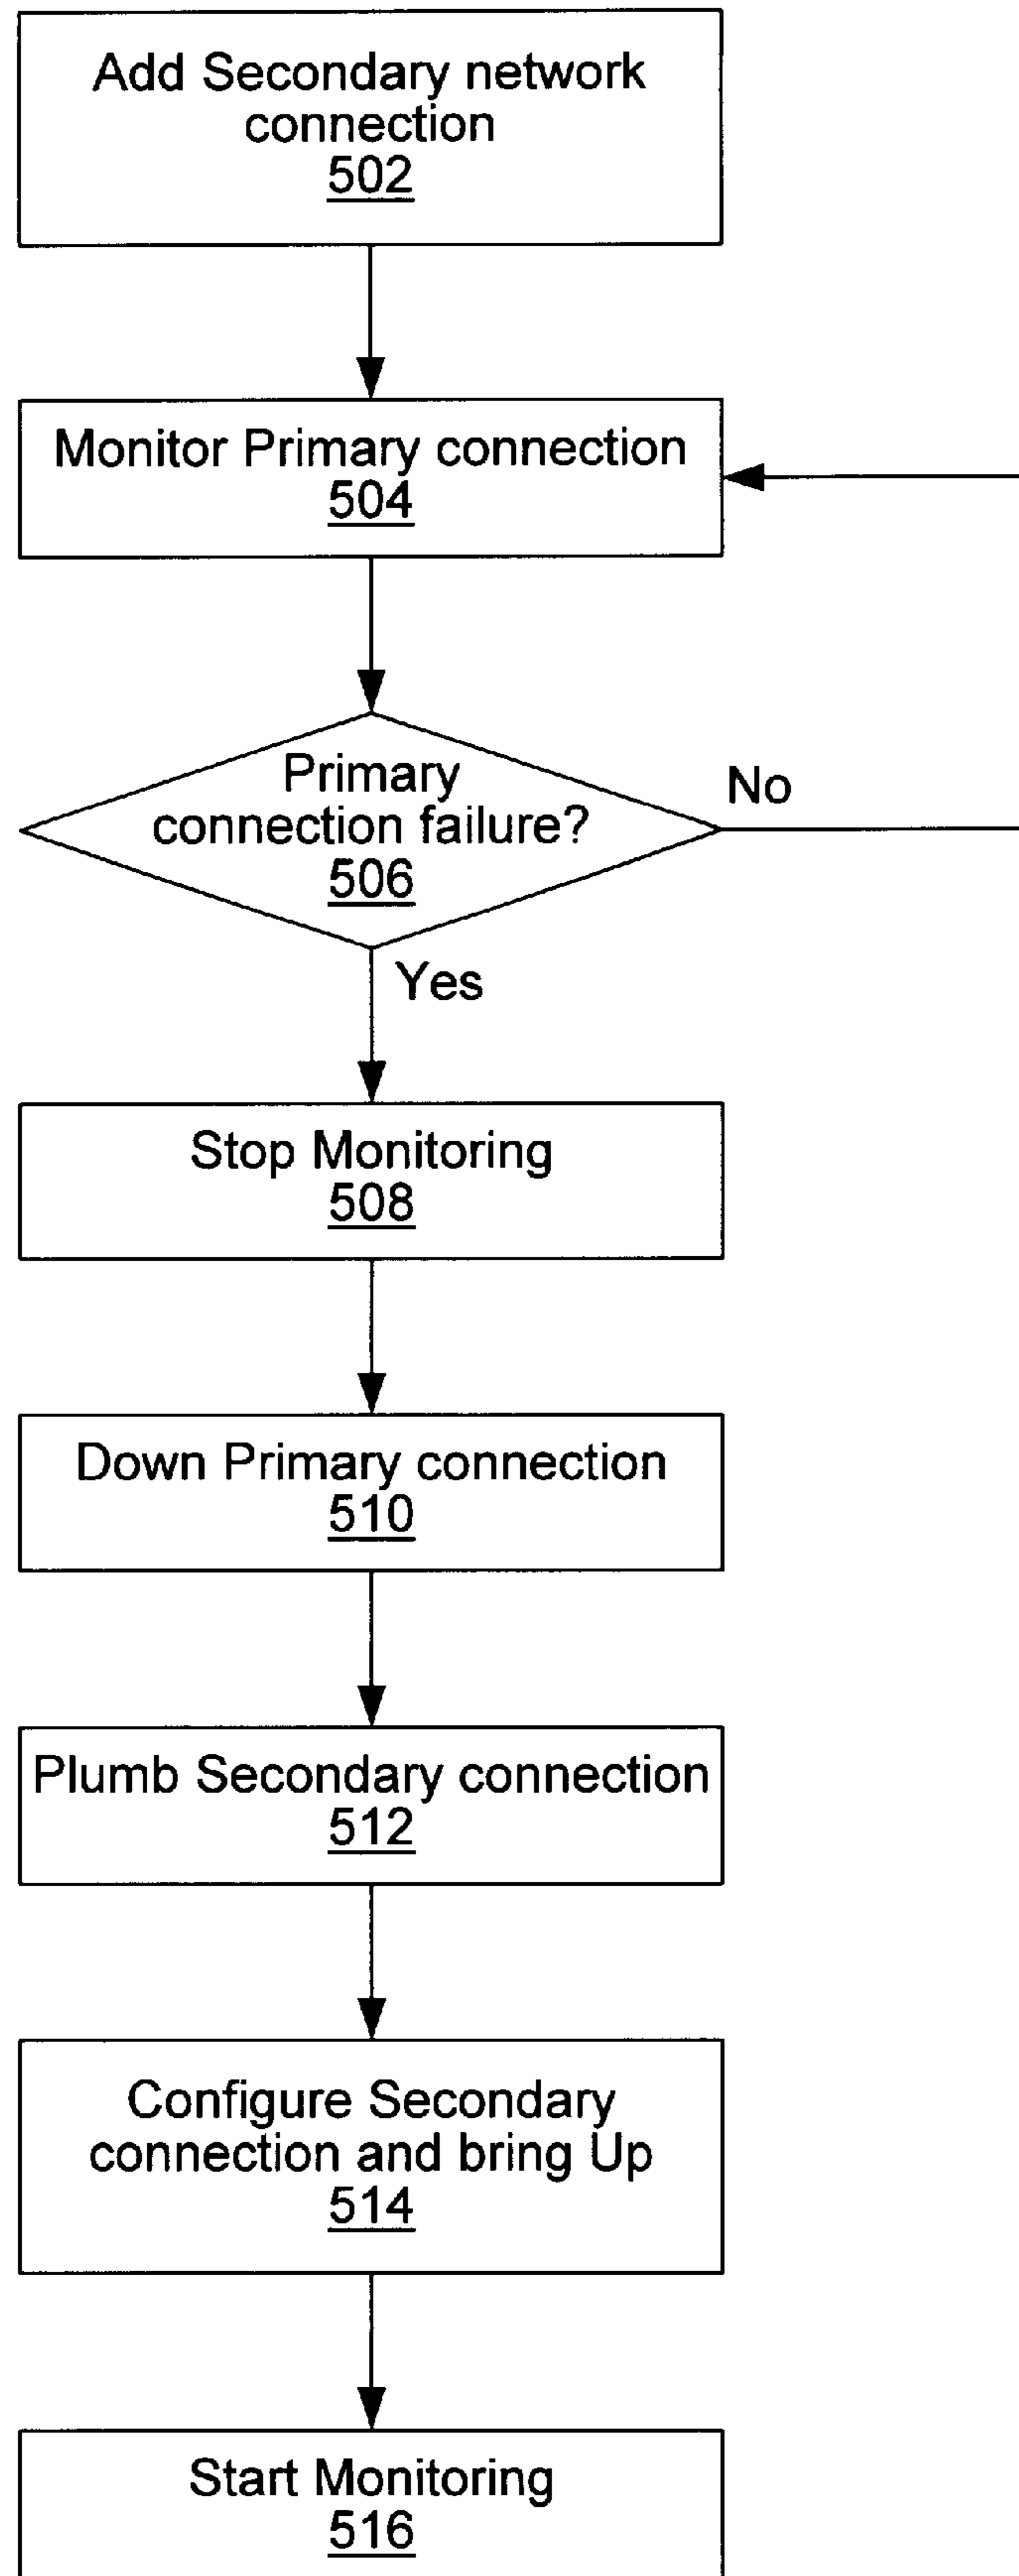 Add Secondary network
connection
502
Monitor Primary connection
504
Primary
connection failure?
506
No
Yes
Stop Monitoring
508
Down Primary connection
510
Plumb Secondary connection
512
Configure Secondary
connection and bring Up
514
Start Monitoring
516